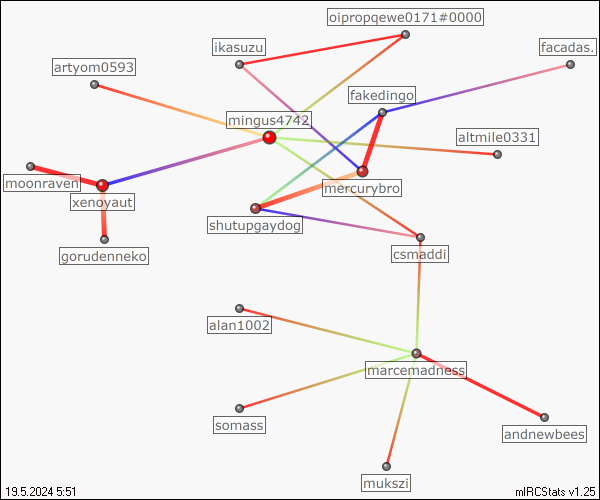 oipropqewe0171#0000
ikasuzu
facadas.
artyom0593
fakedingo
mingus4742
altmile0331
moonraven
mercurybro
xenoyaut
shutupgaydog
gorudenneko
csmaddi
alan1002
marcemadness
somass
andnewbees
mukszi
19.5.2024 5:51
mIRCStats v1.25